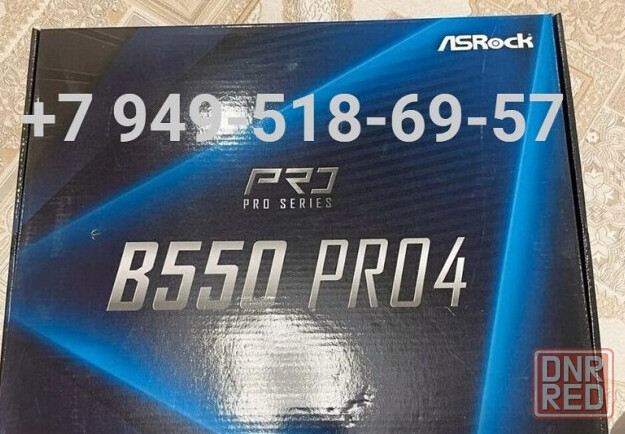 ASRock
+7 949-518-69-57
PRO
PRO SERIES
B550 PRO4
DNR
RED